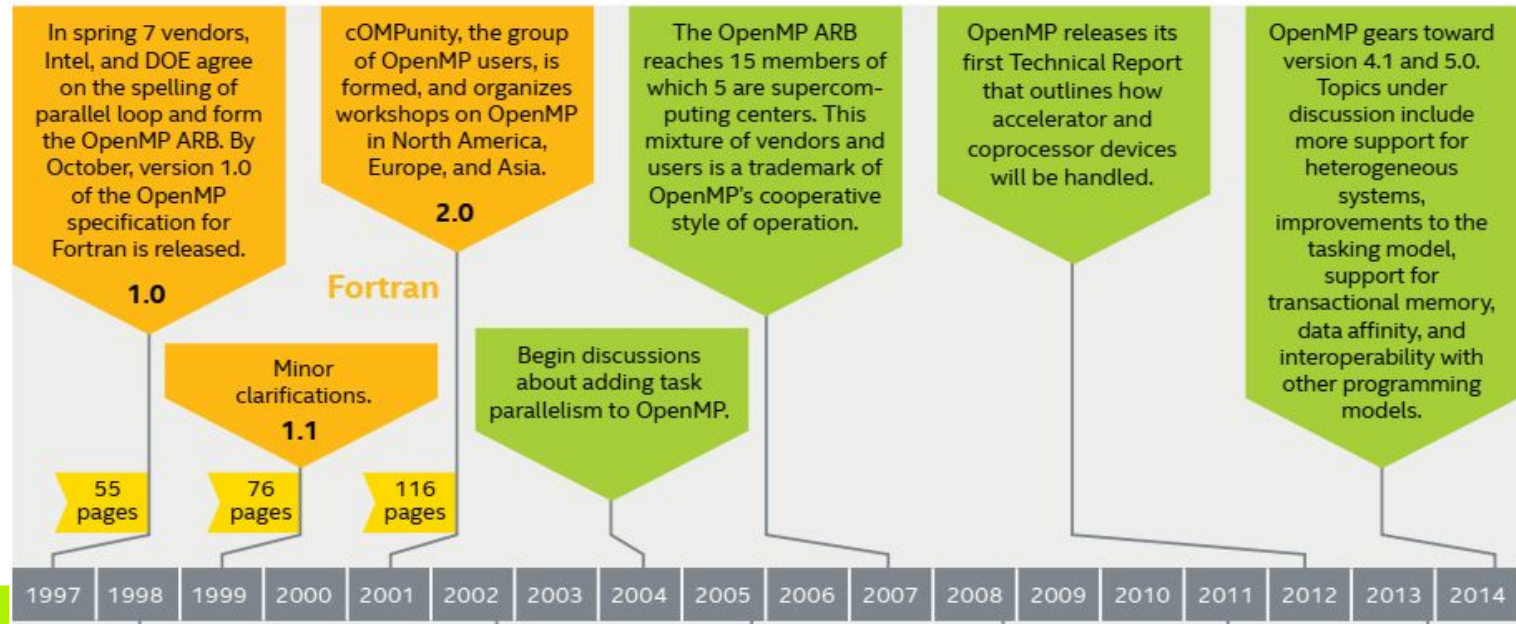 In spring 7 vendors,
Intel, and DOE agree
on the spelling of
parallel loop and form
the OpenMP ARB. By
October, version 1.0
of the OpenMP
specification for
Fortran is released.
1.0
cOMPunity, the group
of OpenMP users, is
formed, and organizes
workshops on OpenMP
in North America,
Europe, and Asia.
2.0
The OpenMP ARB
reaches 15 members of
which 5 are supercom-
puting centers. This
mixture of vendors and
users is a trademark of
OpenMP's cooperative
style of operation.
OpenMP releases its
first Technical Report
that outlines how
accelerator and
coprocessor devices
will be handled.
OpenMP gears toward
version 4.1 and 5.0.
Topics under
discussion include
more support for
heterogeneous
systems,
improvements to the
tasking model,
support for
transactional memory,
data affinity, and
interoperability with
other programming
models.
Fortran
Minor
clarifications.
1.1
Begin discussions
about adding task
parallelism to OpenMP.
55
pages
76
pages
116
pages
1997 1998 1999 2000 2001 2002 2003 2004 2005 2006 2007 2008 2009 2010 2011 2012 2013 2014